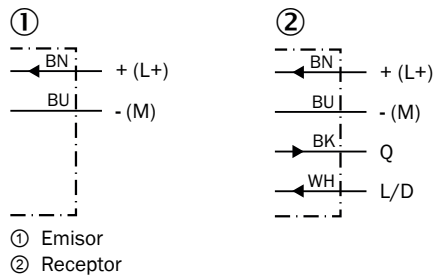 ① ②
BN + (L+) BN + (L+)
BU - (M) BU - (M)
BK Q
WH L/D
① Emisor
② Receptor